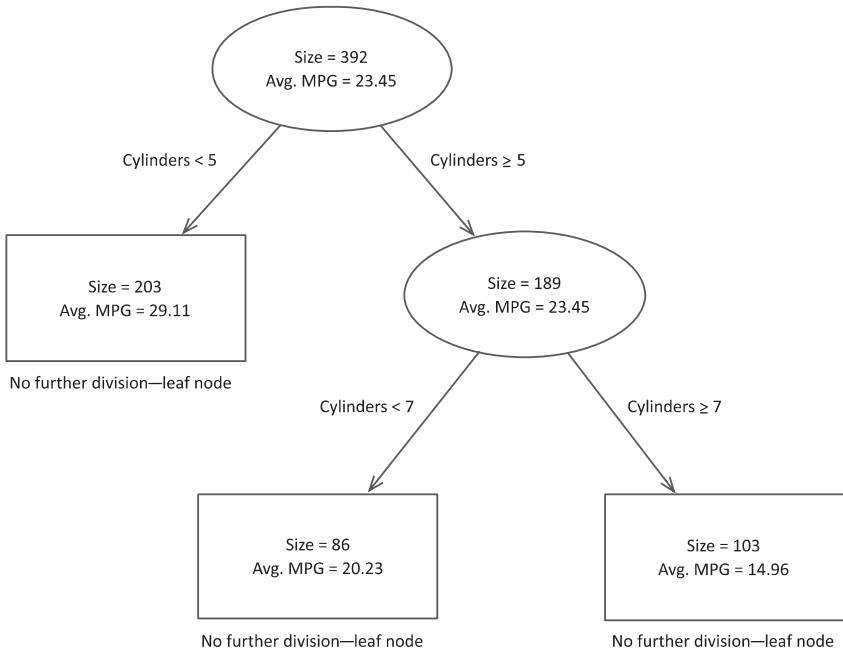 Size = 392
Avg. MPG = 23.45
Cylinders < 5
Cylinders ≥ 5
Size = 203
Avg. MPG = 29.11
No further division—leaf node
Size = 189
Avg. MPG = 23.45
Cylinders < 7
Cylinders ≥ 7
Size = 86
Avg. MPG = 20.23
No further division—leaf node
Size = 103
Avg. MPG = 14.96
No further division—leaf node